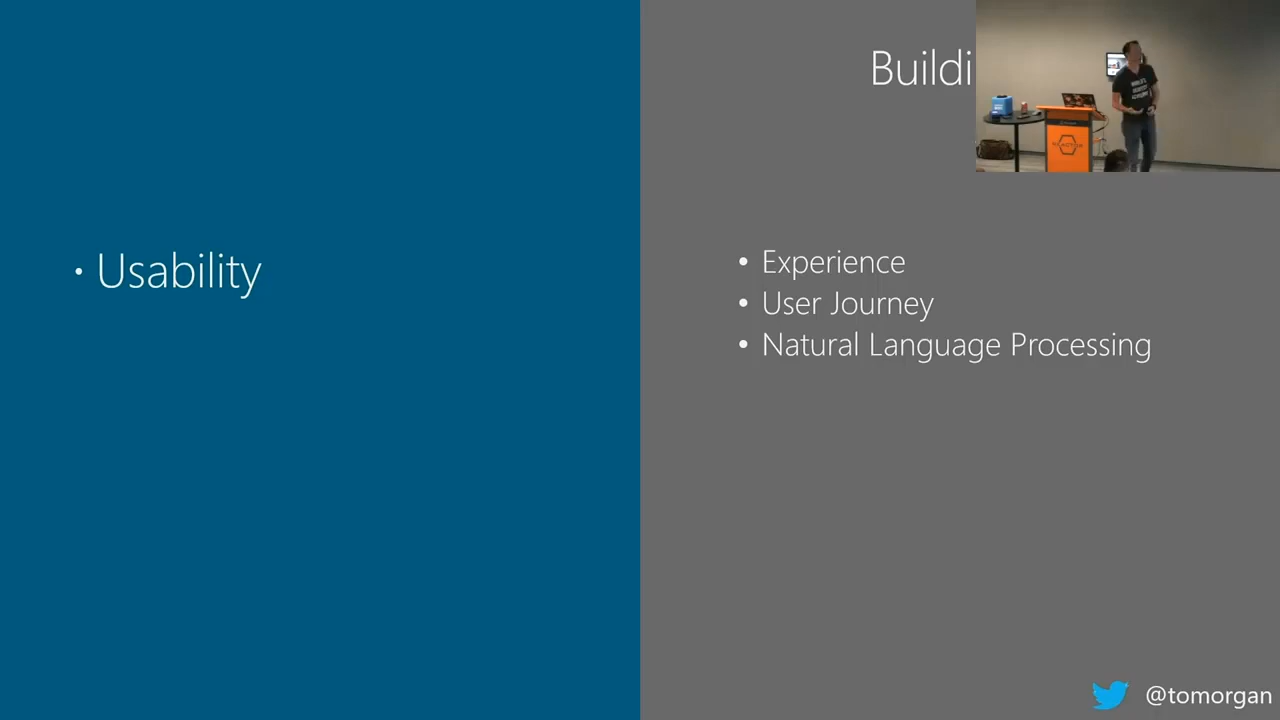 • Usability
Buildi
• Experience
• User Journey
• Natural Language Processing
@tomorgan